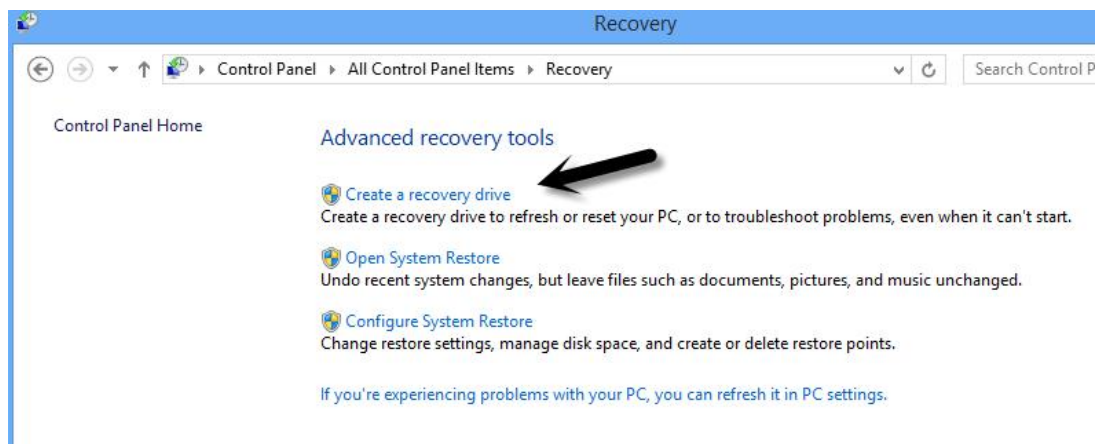 Recovery
Control Panel All Control Panel Items Recovery
Search Control P
Control Panel Home
Advanced recovery tools
Create a recovery drive
Create a recovery drive to refresh or reset your PC, or to troubleshoot problems, even when it can't start.
Open System Restore
Undo recent system changes, but leave files such as documents, pictures, and music unchanged.
Configure System Restore
Change restore settings, manage disk space, and create or delete restore points.
If you're experiencing problems with your PC, you can refresh it in PC settings.